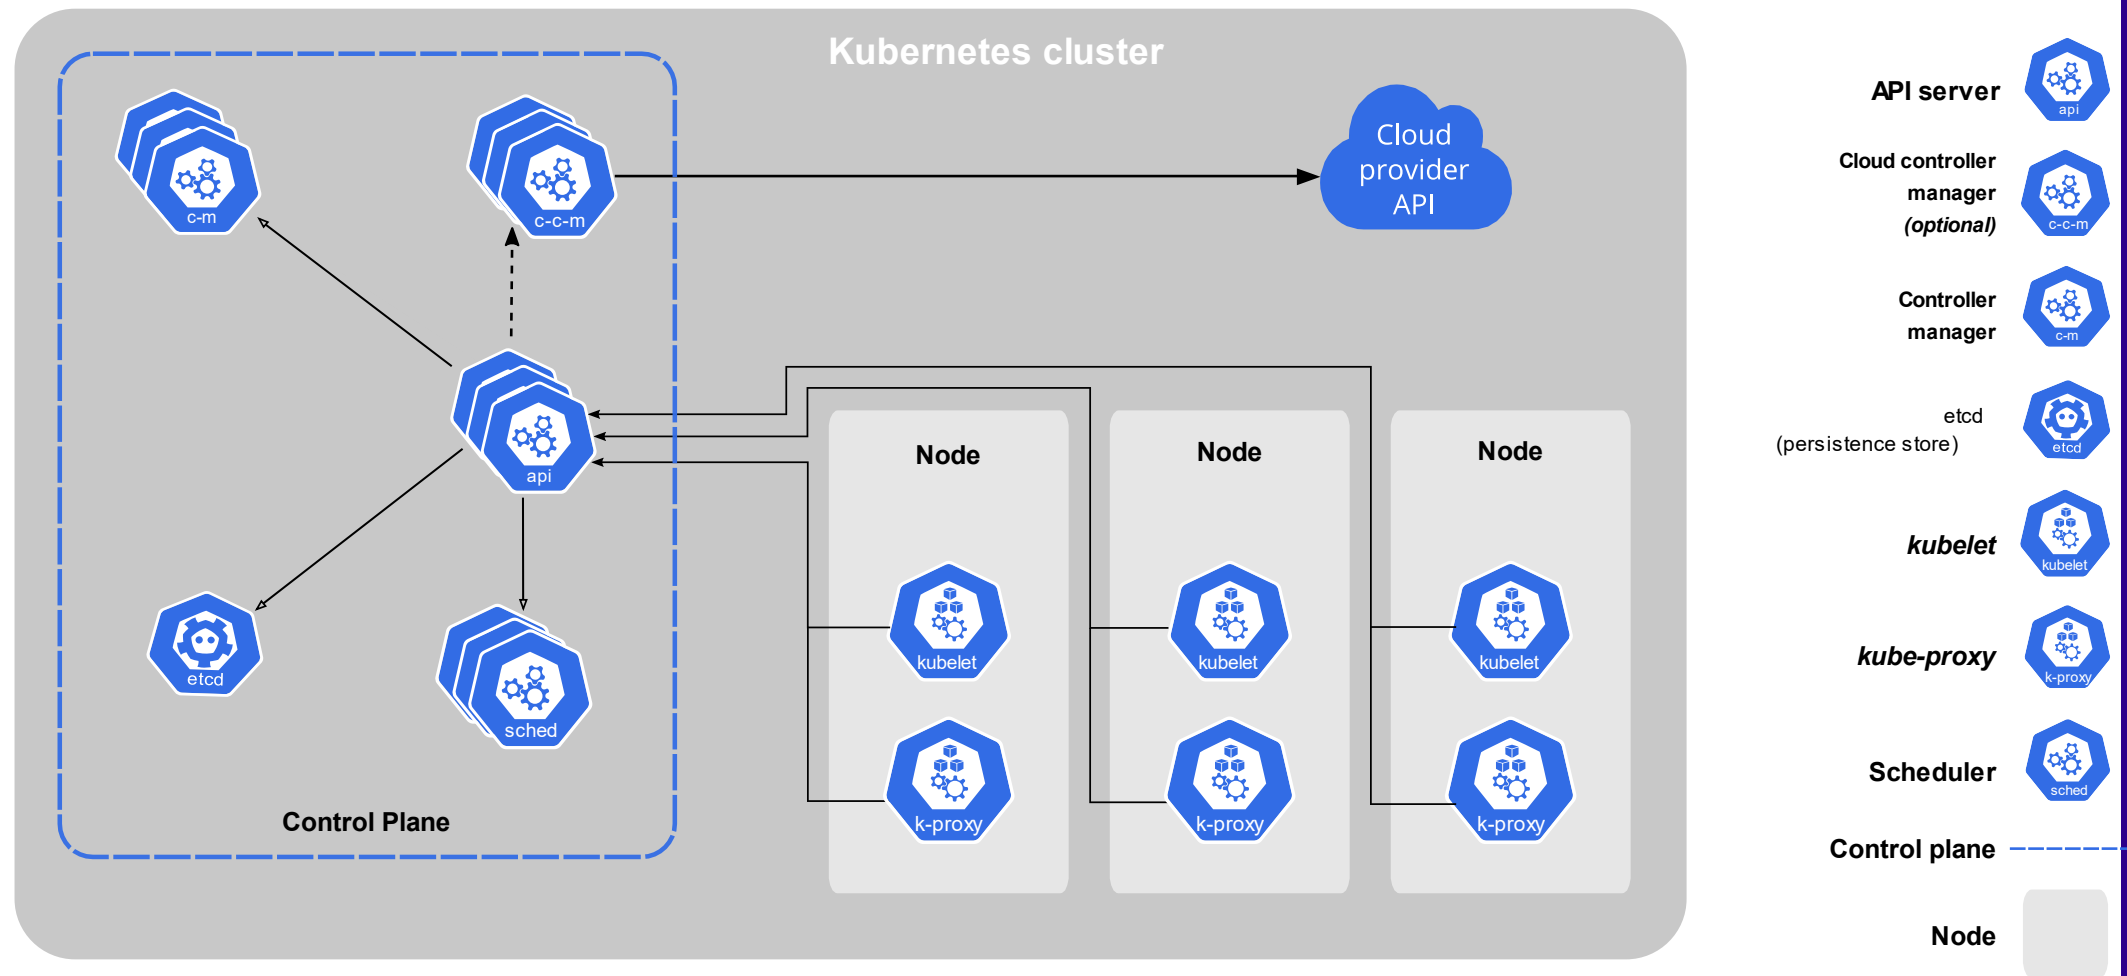 Kubernetes cluster
c-m
c-c-m
Cloud
provider
API
api
etcd
sched
Control Plane
Node
kubelet
k-proxy
Node
kubelet
k-proxy
Node
kubelet
k-proxy
API server
api
Cloud controller
manager
(optional)
c-c-m
Controller
manager
c-m
etcd
(persistence store)
etcd
kubelet
kubelet
kube-proxy
k-proxy
Scheduler
sched
Control plane
Node